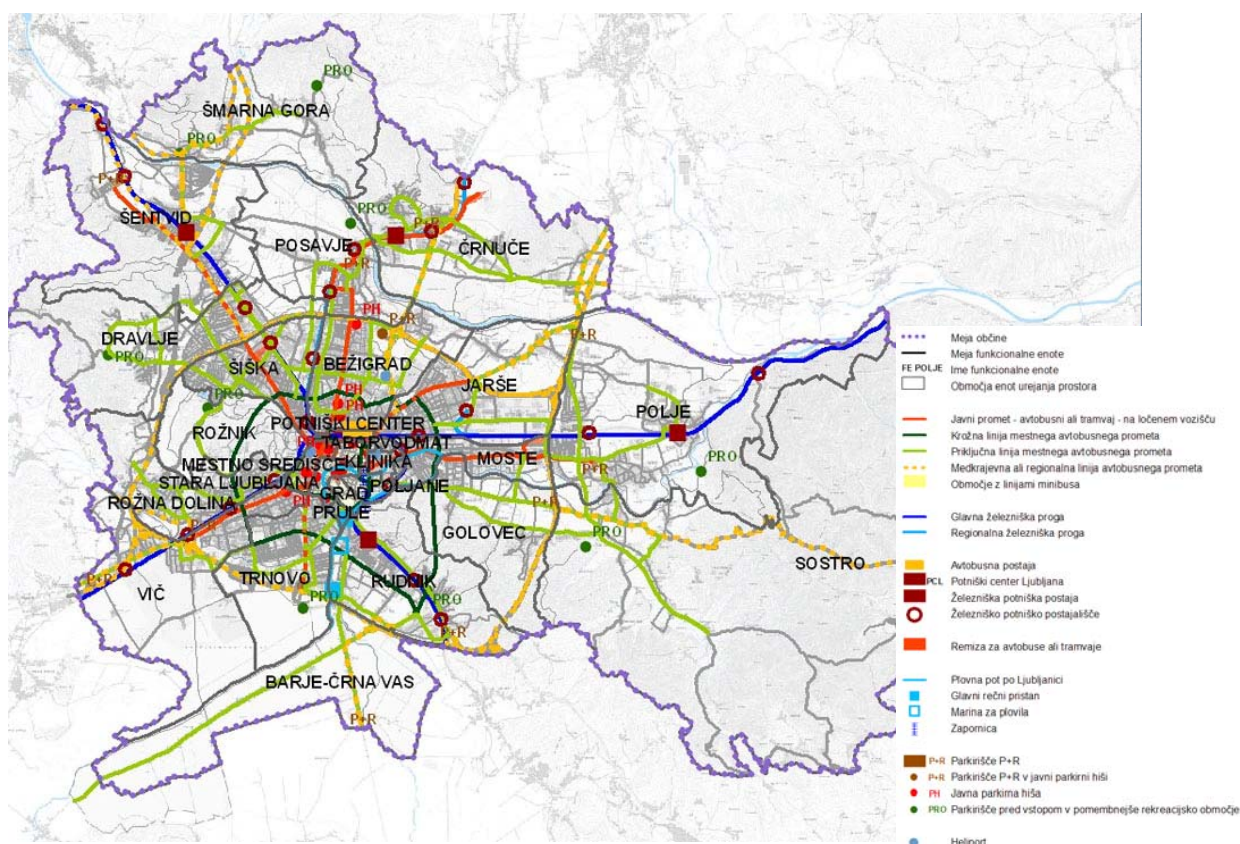 PRO
ŠMARNA GORA
PRO
P+R
ŠENTVID
PRO
P+R
POSAVJE
ČRNUČE
P+R
PH
P+R
P+R
DRAVLJE
PRO
ŠIŠKA
BEŽIGRAD
JARŠE
PRO
PH
PH
POLJE
ROŽNIK
POTNIŠKI CENTER
TABOR
VODMAT
MESTNO SREDIŠČE
KLINIKA
MOSTE
P+R
PRO
STARA LJUBLJANA
POLJANE
ROŽNA DOLINA
PH
GRAD
PRULE
P+R
GOLOVEC
PRO
SOSTRO
P+R
VIČ
TRNOVO
RUDNIK
PRO
PRO
P+R
BARJE-ČRNA VAS
P+R
Meja občine
Meja funkcionalne enote
FE POLJE Ime funkcionalne enote
Območja enot urejanja prostora
Javni promet - avtobusni ali tramvaj - na ločenem vozišču
Krožna linija mestnega avtobusnega prometa
Priključna linija mestnega avtobusnega prometa
Medkrajevna ali regionalna linija avtobusnega prometa
Območje z linijami minibusa
Glavna železniška proga
Regionalna železniška proga
Avtobusna postaja
PCL Potniški center Ljubljana
Železniška potniška postaja
Železniško potniško postajališče
Remiza za avtobuse ali tramvaje
Plovna pot po Ljubljanici
Glavni rečni pristan
Marina za plovila
Zapornica
P+R Parkirišče P+R
P+R Parkirišče P+R v javni parkirni hiši
PH Javna parkirna hiša
PRO Parkirišče pred vstopom v pomembnejše rekreacijsko območje
Heliport